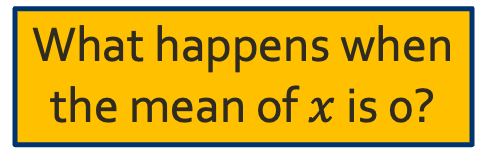 What happens when
the mean of 𝑥 is 0?